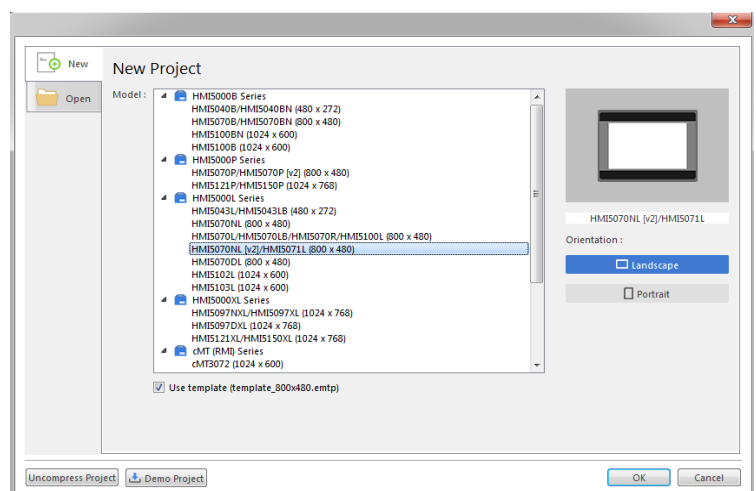 New
Open
New Project
Model :
HMI5000B Series
HMI5040B/HMI5040BN (480 x 272)
HMI5070B/HMI5070BN (800 x 480)
HMI5100BN (1024 x 600)
HMI5100B (1024 x 600)
HMI5000P Series
HMI5070P/HMI5070P [v2] (800 x 480)
HMI5121P/HMI5150P (1024 x 768)
HMI5000L Series
HMI5043L/HMI5043LB (480 x 272)
HMI5070NL (800 x 480)
HMI5070L/HMI5070LB/HMI5070R/HMI5100L (800 x 480)
HMI5070NL [v2]/HMI5071L (800 x 480)
HMI5070DL (800 x 480)
HMI5102L (1024 x 600)
HMI5103L (1024 x 600)
HMI5000XL Series
HMI5097NXL/HMI5097XL (1024 x 768)
HMI5097DXL (1024 x 768)
HMI5121XL/HMI5150XL (1024 x 768)
cMT (RMI) Series
cMT3072 (1024 x 600)
Use template (template_800x480.emtp)
HMI5070NL [v2]/HMI5071L
Orientation :
Landscape
Portrait
Uncompress Project
Demo Project
OK
Cancel